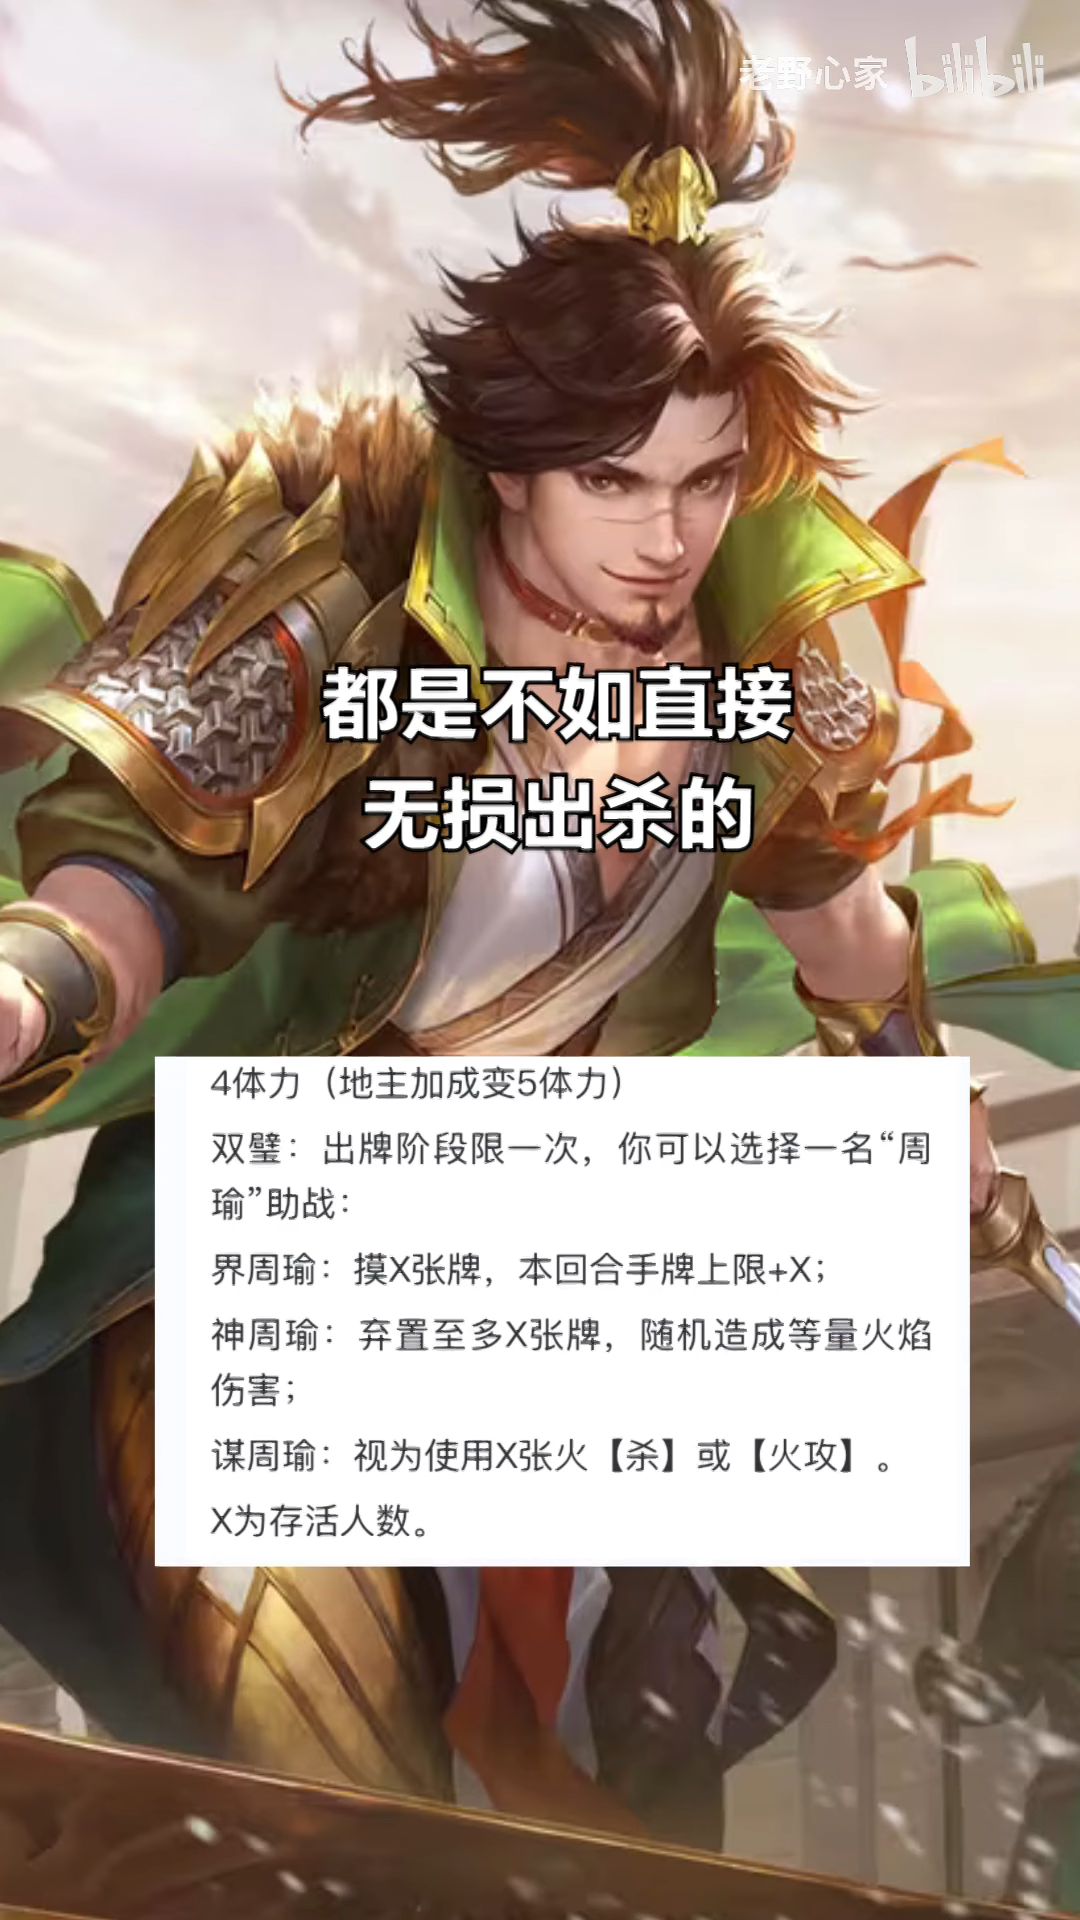 老野心家 bilibili
都是不如直接
无损出杀的
4体力（地主加成变5体力）
双璧：出牌阶段限一次，你可以选择一名“周
瑜”助战：
界周瑜：摸X张牌，本回合手牌上限+X；
神周瑜：弃置至多X张牌，随机造成等量火焰
伤害；
谋周瑜：视为使用X张火【杀】或【火攻】。
X为存活人数。